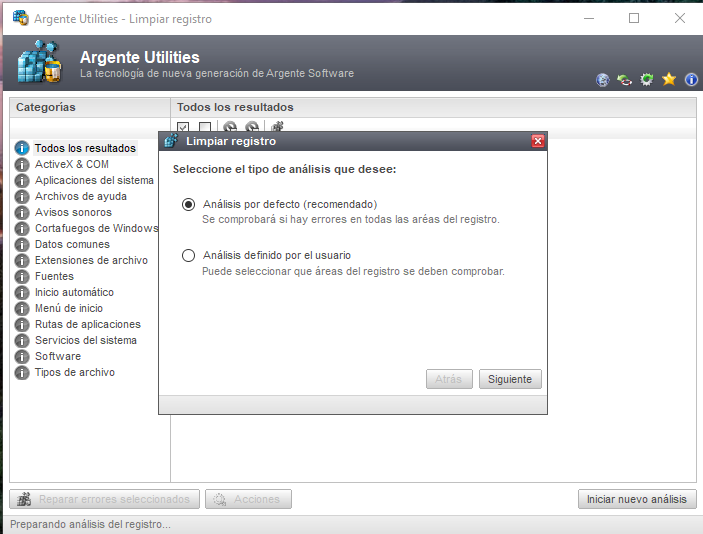 Argente Utilities - Limpiar registro
Argente Utilities
La tecnología de nueva generación de Argente Software
Categorías
Todos los resultados
Todos los resultados
ActiveX & COM
Aplicaciones del sistema
Archivos de ayuda
Avisos sonoros
Cortafuegos de Windows
Datos comunes
Extensiones de archivo
Fuentes
Inicio automático
Menú de inicio
Rutas de aplicaciones
Servicios del sistema
Software
Tipos de archivo
Limpiar registro
Seleccione el tipo de análisis que desee:
Análisis por defecto (recomendado)
Se comprobará si hay errores en todas las aréas del registro.
Análisis definido por el usuario
Puede seleccionar que áreas del registro se deben comprobar.
Atrás
Siguiente
Reparar errores seleccionados
Acciones
Iniciar nuevo análisis
Preparando análisis del registro...